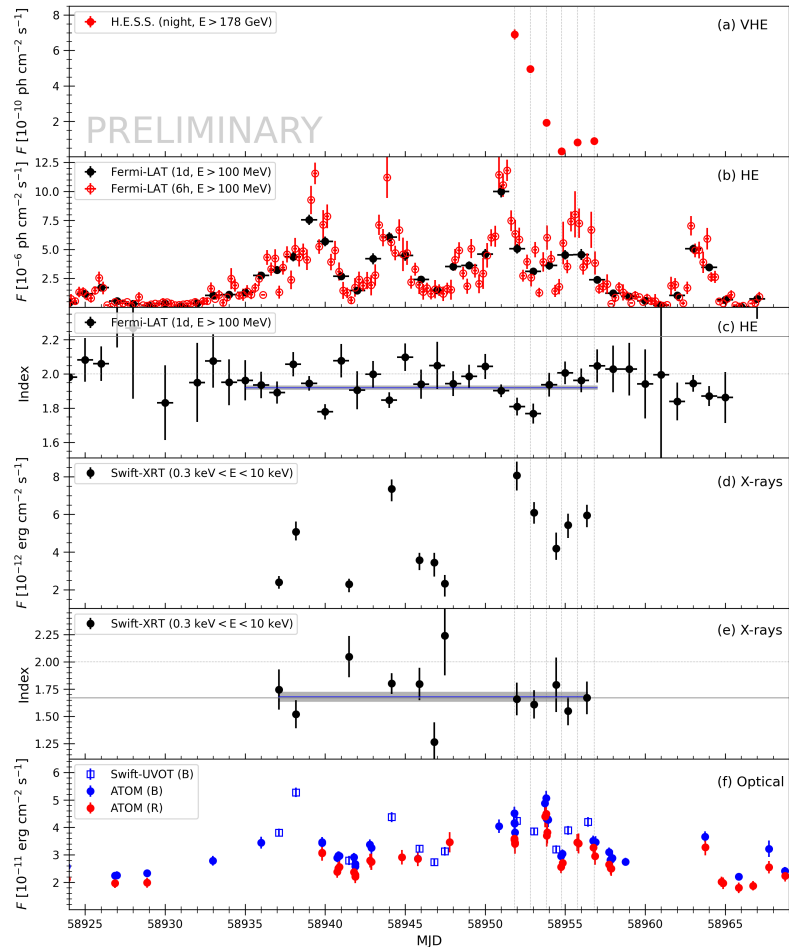 8
6
4
2
F [10⁻¹⁰ ph cm⁻² s⁻¹]
H.E.S.S. (night, E > 178 GeV)
(a) VHE
PRELIMINARY
12.5
10.0
7.5
5.0
2.5
F [10⁻⁶ ph cm⁻² s⁻¹]
Fermi-LAT (1d, E > 100 MeV)
Fermi-LAT (6h, E > 100 MeV)
(b) HE
2.2
2.0
1.8
1.6
Index
Fermi-LAT (1d, E > 100 MeV)
(c) HE
8
6
4
2
F [10⁻¹² erg cm⁻² s⁻¹]
Swift-XRT (0.3 keV < E < 10 keV)
(d) X-rays
2.25
2.00
1.75
1.50
1.25
Index
Swift-XRT (0.3 keV < E < 10 keV)
(e) X-rays
6
5
4
3
2
1
F [10⁻¹¹ erg cm⁻² s⁻¹]
Swift-UVOT (B)
ATOM (B)
ATOM (R)
(f) Optical
58925 58930 58935 58940 58945 58950 58955 58960 58965
MJD